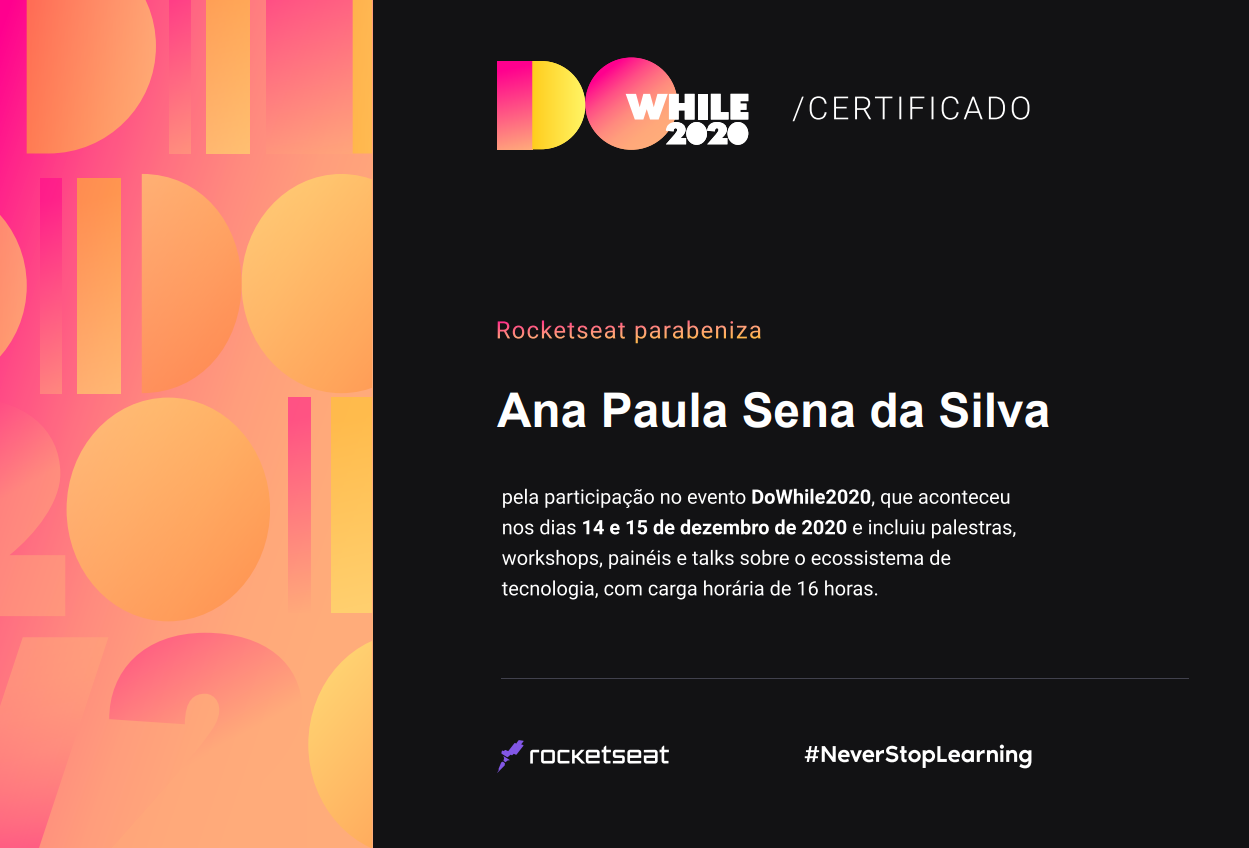 DO WHILE
2020
/CERTIFICADO
Rocketseat parabeniza
Ana Paula Sena da Silva
pela participação no evento DoWhile2020, que aconteceu
nos dias 14 e 15 de dezembro de 2020 e incluiu palestras,
workshops, painéis e talks sobre o ecossistema de
tecnologia, com carga horária de 16 horas.
rocketseat
#NeverStopLearning